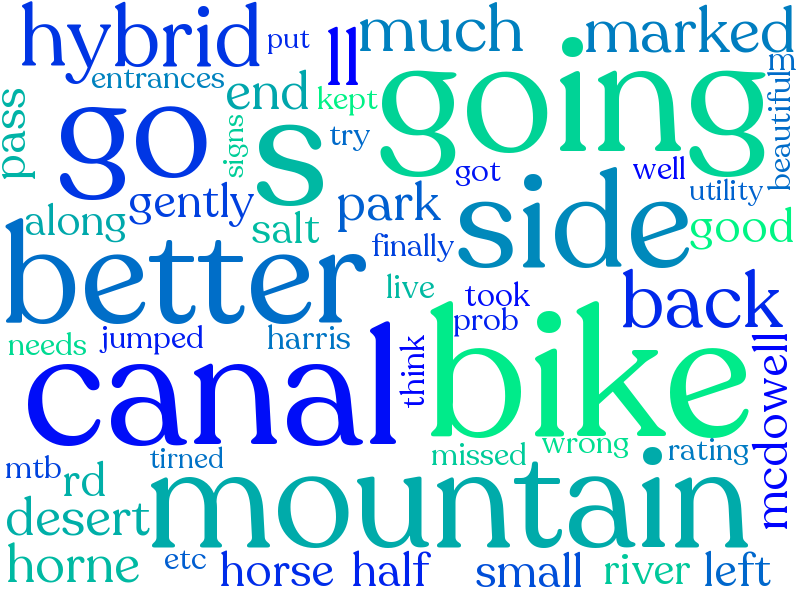 hybrid
put
ll
much
marked
m
entrances
end
kept
going
beautiful
pass
go
signs
s
try
got
well
utility
gently
park
side
good
along
salt
finally
better
live
took
back
prob
needs
jumped
harris
think
bike
mcdowell
canal
mtb
tirned
missed
wrong
rating
rd
mountain
desert
horne
etc
horse
half
small
river
left